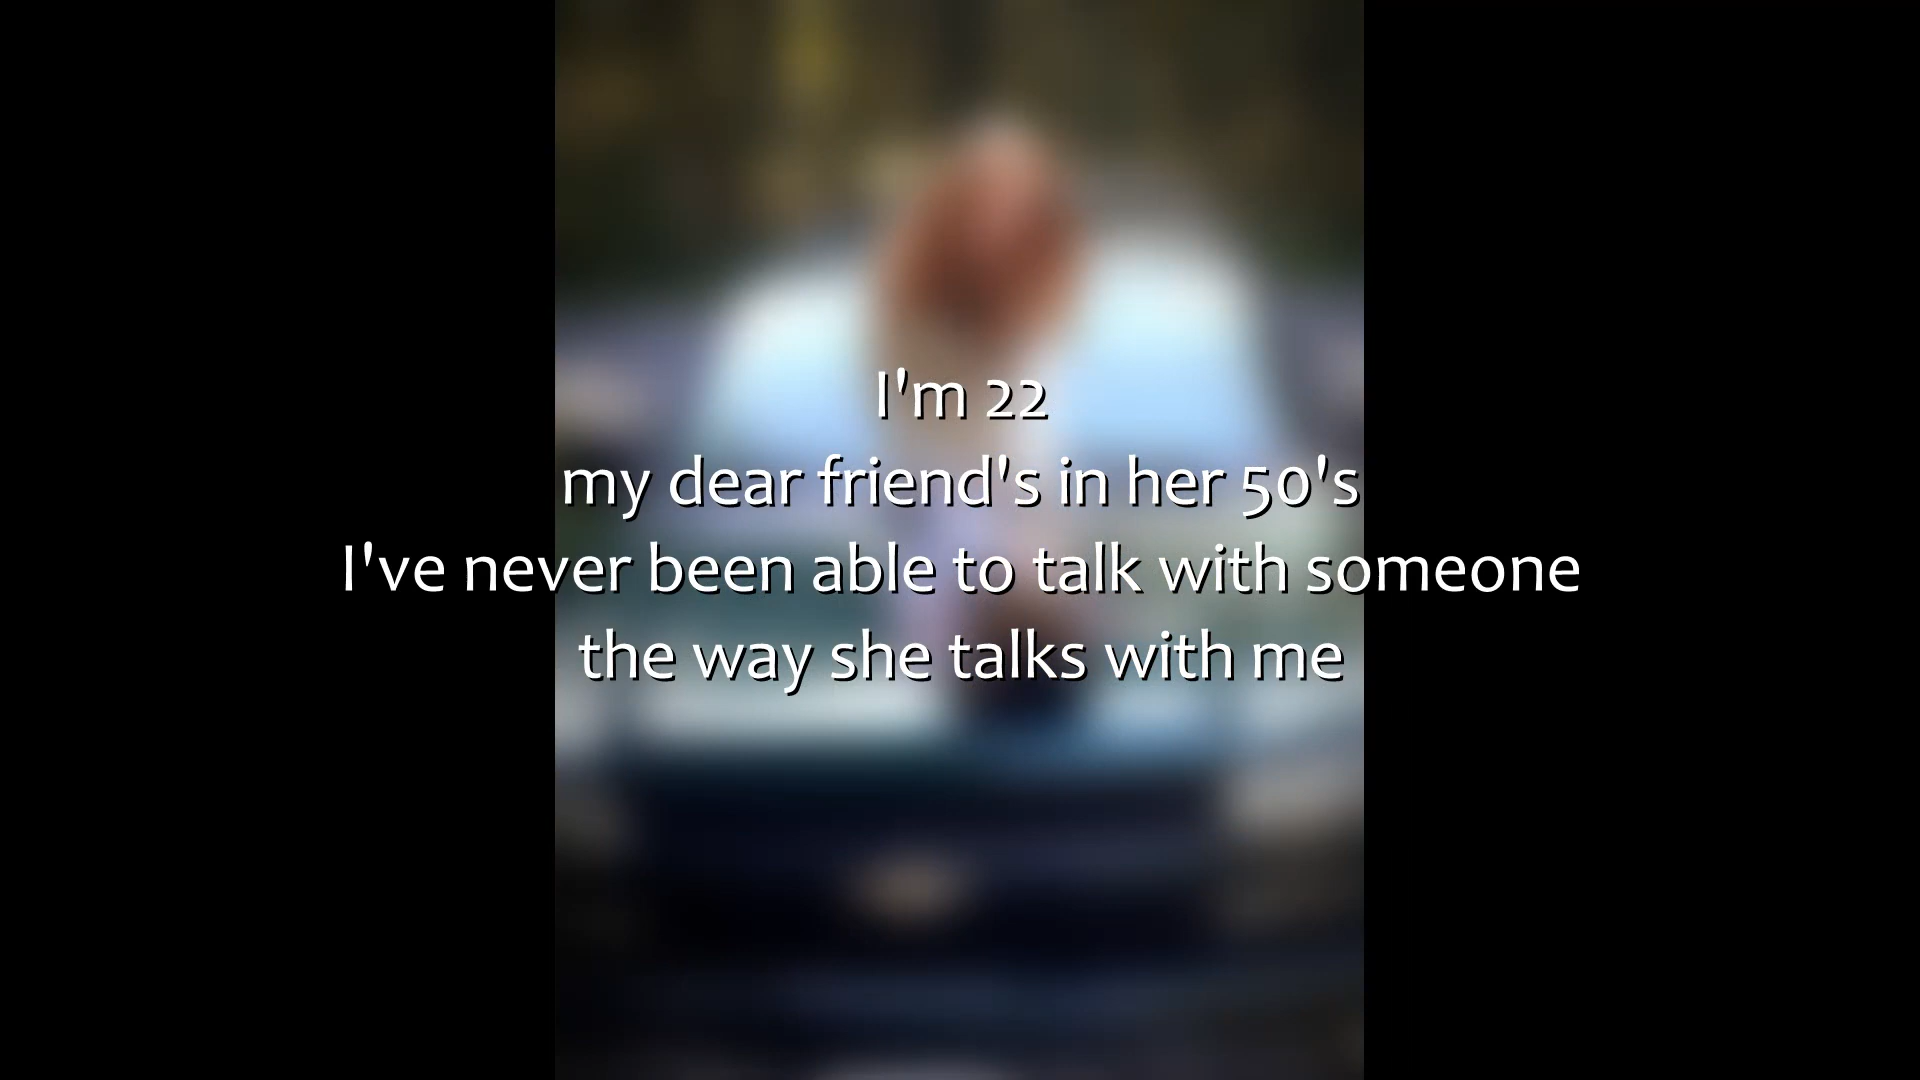 I'm 22
my dear friend's in her 50's
I've never been able to talk with someone
the way she talks with me